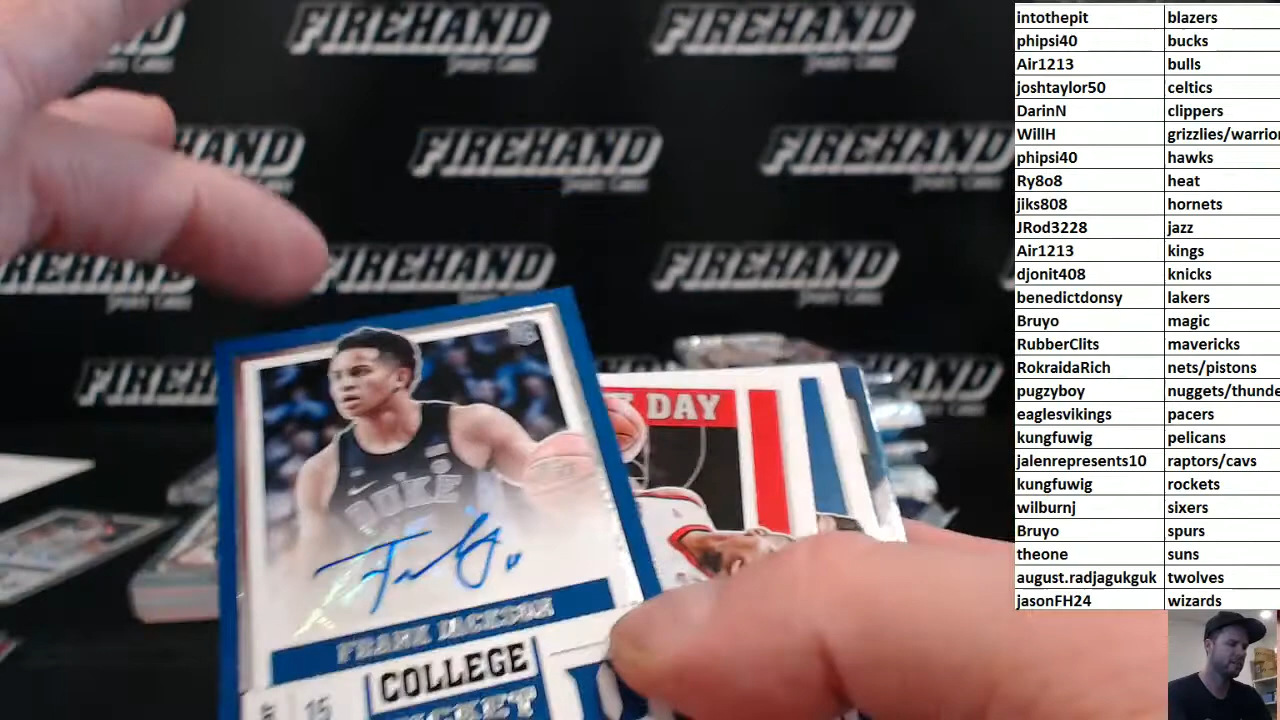 FIREHAND
FIREHAND
FIREHAND
FIREHAND
FIREHAND
FIREHAND
FIREHAND
DAY
DUKE
FRANK JACKSON
15
COLLEGE
TICKET
intothepit blazers
phipsi40 bucks
Air1213 bulls
joshtaylor50 celtics
DarinN clippers
WillH grizzlies/warrio
phipsi40 hawks
Ry8o8 heat
jiks808 hornets
JRod3228 jazz
Air1213 kings
djonit408 knicks
benedictdonsy lakers
Bruyo magic
RubberClits mavericks
RokraidaRich nets/pistons
pugzyboy nuggets/thunde
eaglesvikings pacers
kungfuwig pelicans
jalenrepresents10 raptors/cavs
kungfuwig rockets
wilburnj sixers
Bruyo spurs
theone suns
august.radjagukguk twolves
jasonFH24 wizards